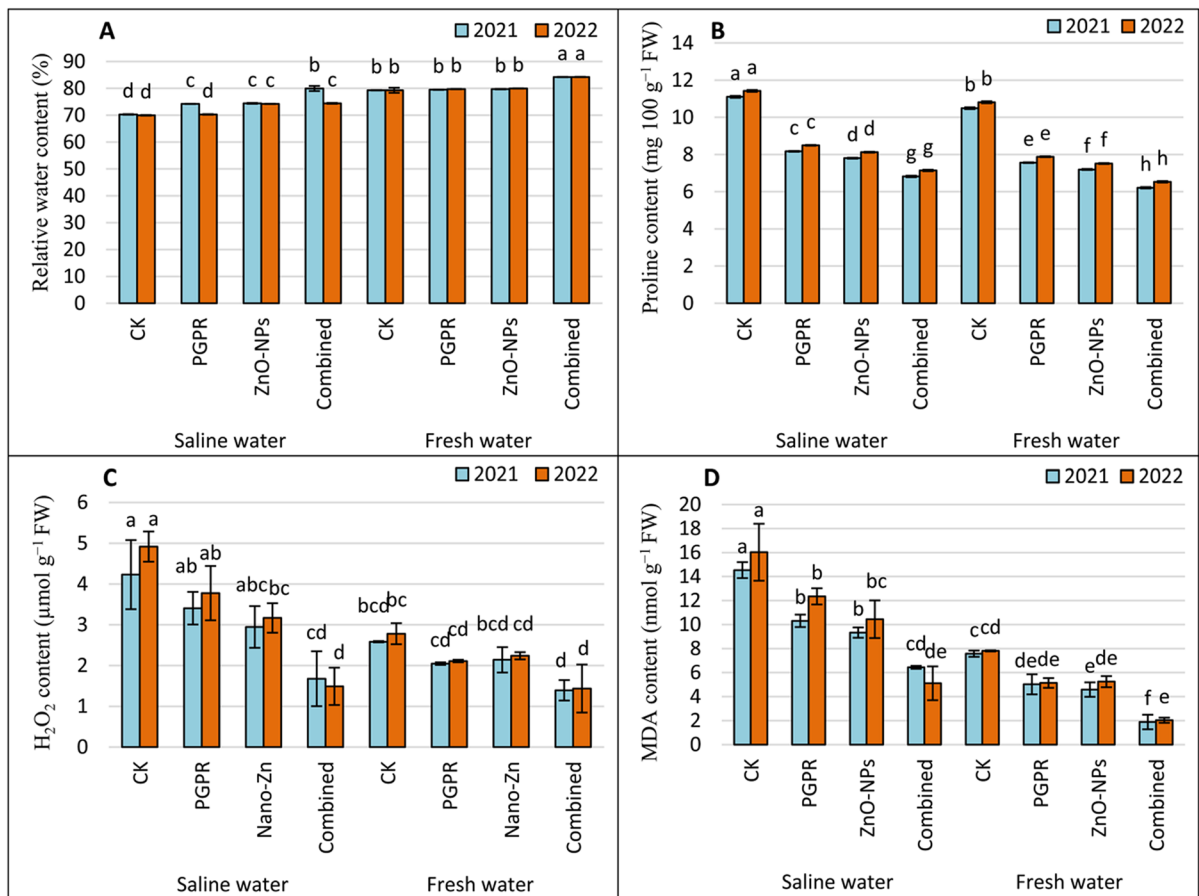 A
2021 2022
Relative water content (%)
90
80
70
60
50
40
30
20
10
0
d d c d c c b c b b b b b b a a
CK PGPR ZnO-NPs Combined CK PGPR ZnO-NPs Combined
Saline water Fresh water
B
2021 2022
Proline content (mg 100 g⁻¹ FW)
14
12
10
8
6
4
2
0
a a c c d d g g b b e e f f h h
CK PGPR ZnO-NPs Combined CK PGPR ZnO-NPs Combined
Saline water Fresh water
C
2021 2022
H₂O₂ content (µmol g⁻¹ FW)
6
5
4
3
2
1
0
a a ab ab abc bc cd d bcd bc cd cd bcd cd d d
CK PGPR Nano-Zn Combined CK PGPR Nano-Zn Combined
Saline water Fresh water
D
2021 2022
MDA content (nmol g⁻¹ FW)
20
18
16
14
12
10
8
6
4
2
0
a a b b b bc cd de c cd de de e de f e
CK PGPR ZnO-NPs Combined CK PGPR ZnO-NPs Combined
Saline water Fresh water